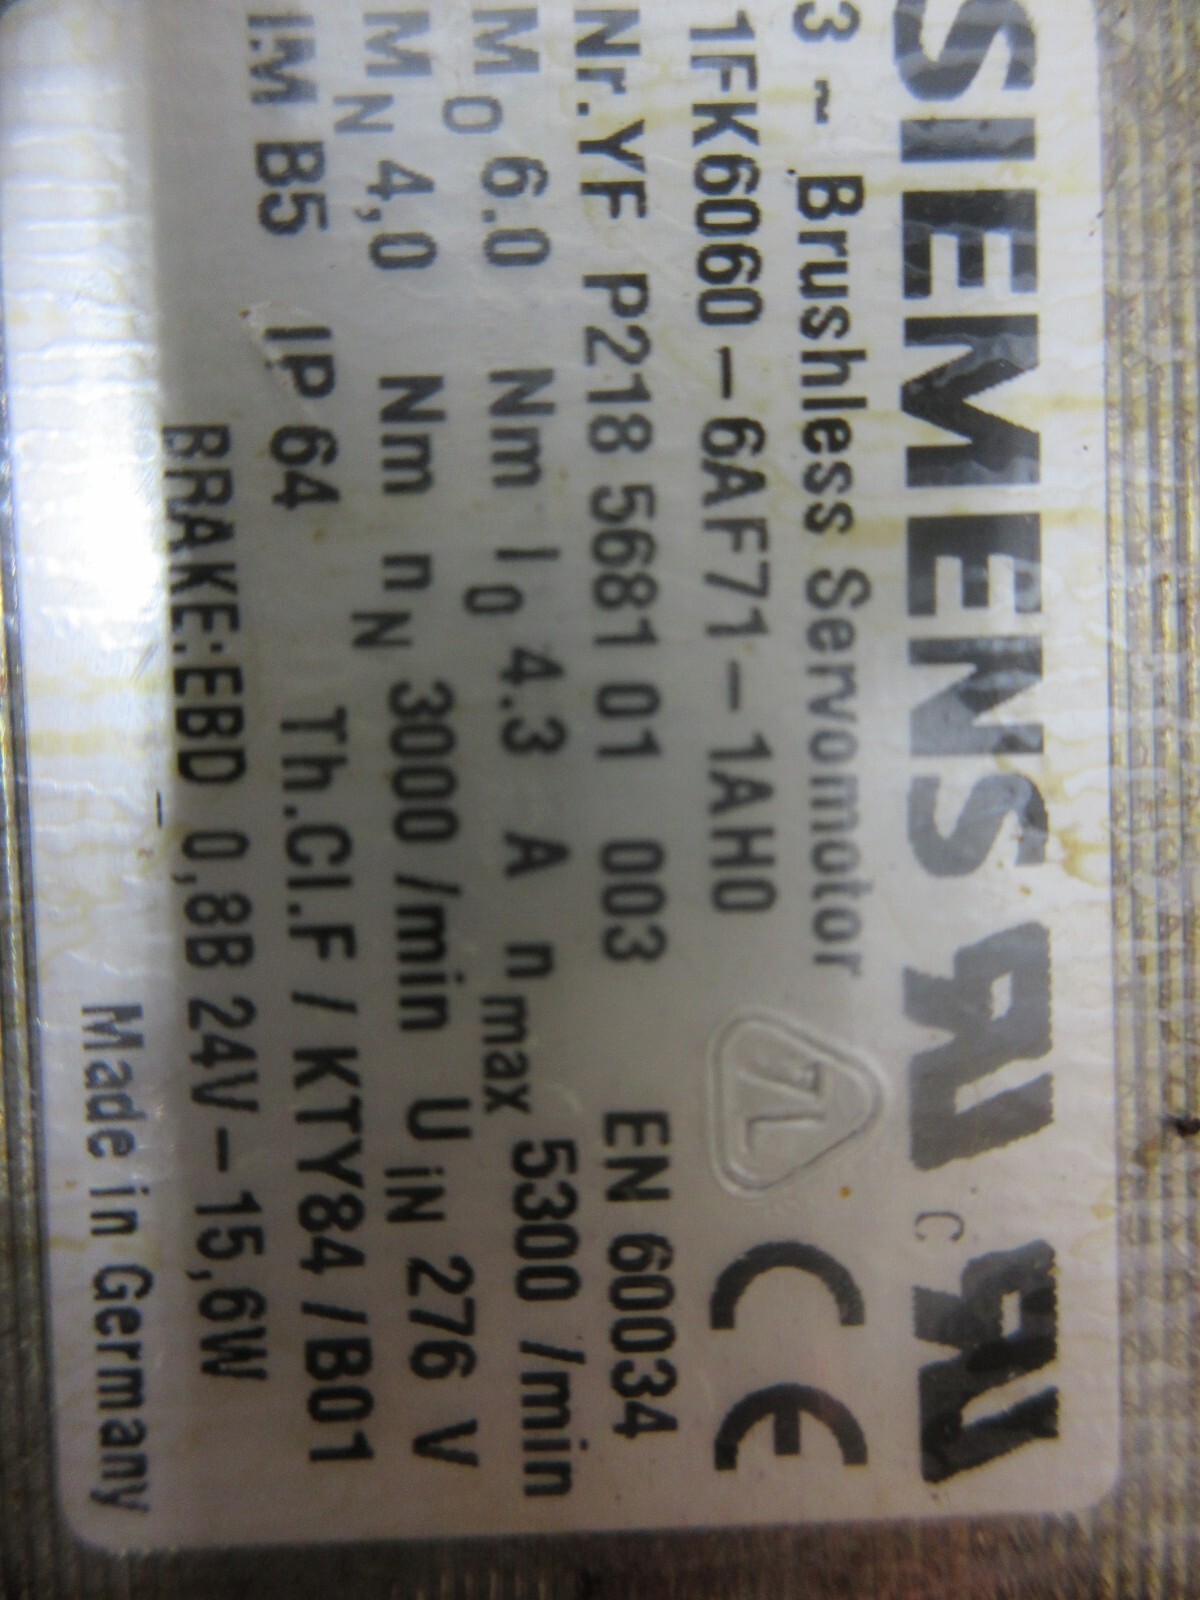 SIEMENS
3 ~ Brushless Servomotor
1FK6060 - 6AF71 - 1AH0
7L
CE
Nr.YF P218 5681 01 003 EN 60034
M0 6.0 Nm I0 4.3 A nmax 5300 /min
MN 4,0 Nm nN 3000 /min UiN 276 V
IM B5 IP 64 Th.Cl.F / KTY84 /B01
BRAKE:EBD 0,8B 24V - 15,6W
Made in Germany